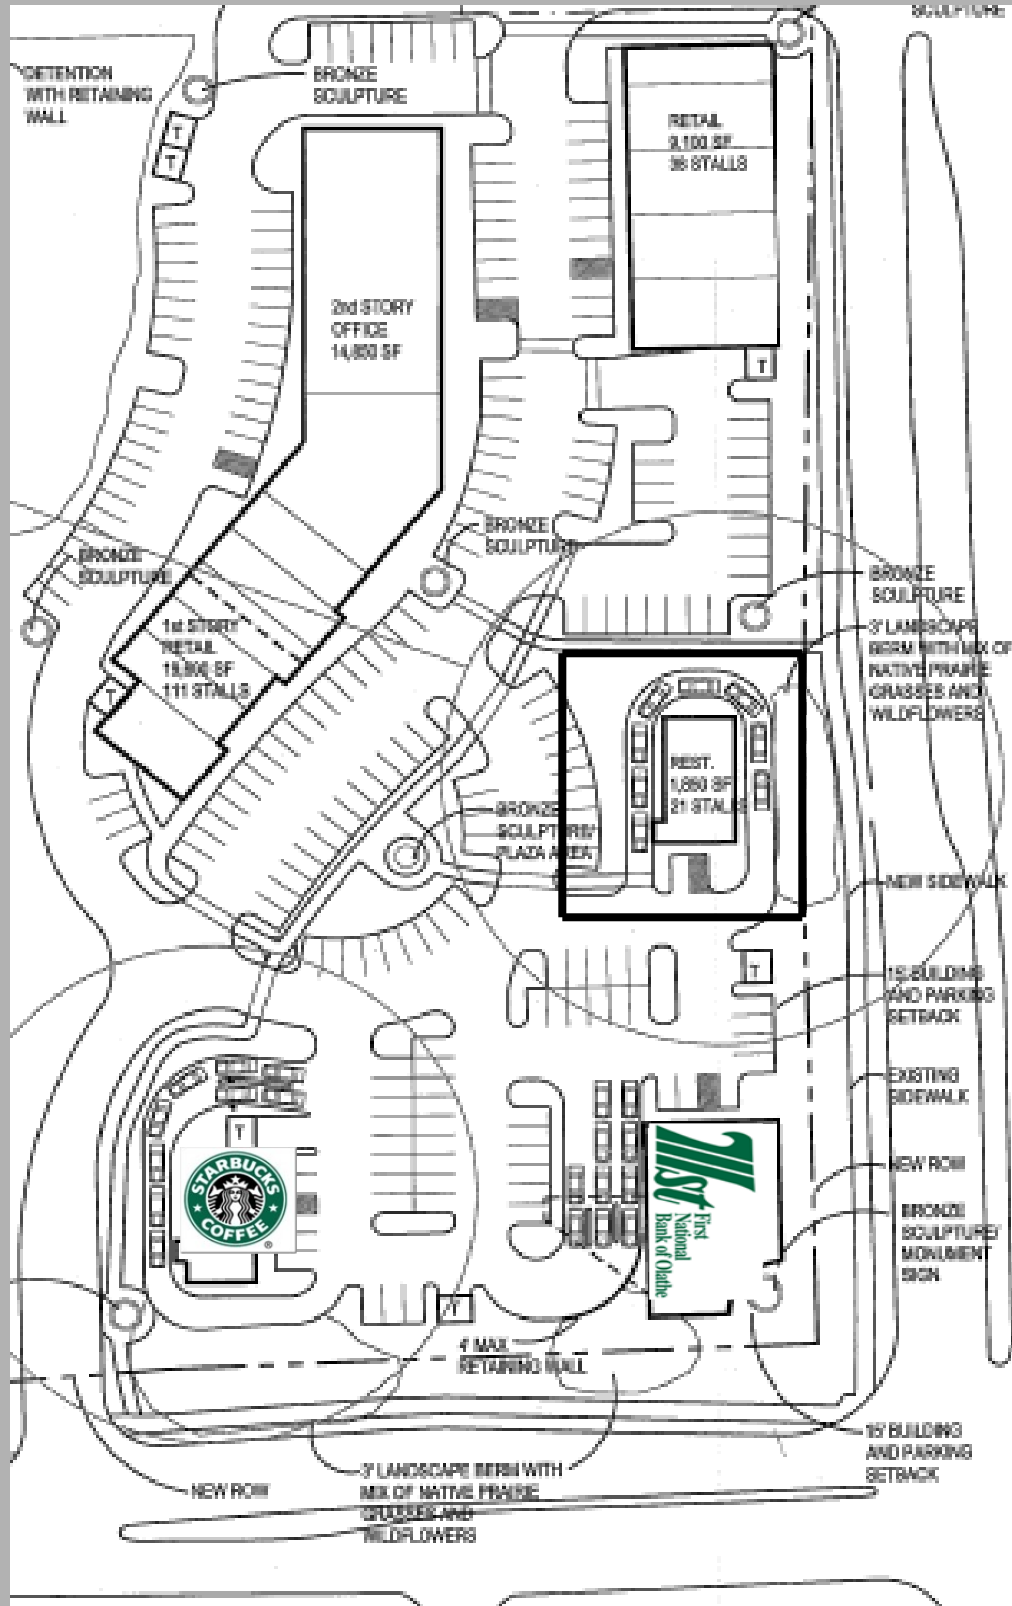 SCULPTURE
DETENTION
WITH RETAINING
WALL
BRONZE
SCULPTURE
T
T
RETAIL
9,100 SF
36 STALLS
2nd STORY
OFFICE
14,850 SF
T
BRONZE
SCULPTURE
BRONZE
SCULPTURE
BRONZE
SCULPTURE
1st STORY
RETAIL
111 STALLS
T
3' LANDSCAPE
BERM WITH MIX OF
NATIVE PRAIRIE
GRASSES AND
WILDFLOWERS
REST.
21 STALLS
BRONZE
SCULPTURE/
PLAZA AREA
NEW SIDEWALK
T
15' BUILDING
AND PARKING
SETBACK
EXISTING
SIDEWALK
T
STARBUCKS
COFFEE
®
First
National
Bank of Olathe
NEW ROW
BRONZE
SCULPTURE/
MONUMENT
SIGN
T
4' MAX
RETAINING WALL
15' BUILDING
AND PARKING
SETBACK
3' LANDSCAPE BERM WITH
MIX OF NATIVE PRAIRIE
GRASSES AND
WILDFLOWERS
NEW ROW